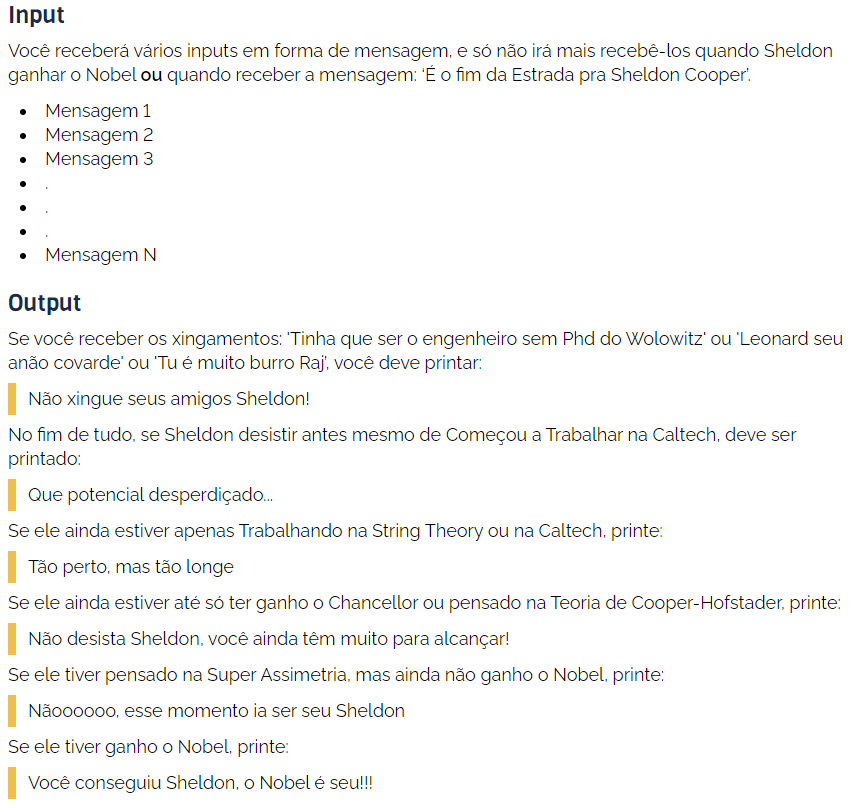 Input
Você receberá vários inputs em forma de mensagem, e só não irá mais recebê-los quando Sheldon
ganhar o Nobel ou quando receber a mensagem: ‘É o fim da Estrada pra Sheldon Cooper’.
• Mensagem 1
• Mensagem 2
• Mensagem 3
• .
• .
• .
• Mensagem N
Output
Se você receber os xingamentos: 'Tinha que ser o engenheiro sem Phd do Wolowitz' ou 'Leonard seu
anão covarde' ou 'Tu é muito burro Raj', você deve printar:
Não xingue seus amigos Sheldon!
No fim de tudo, se Sheldon desistir antes mesmo de Começou a Trabalhar na Caltech, deve ser
printado:
Que potencial desperdiçado...
Se ele ainda estiver apenas Trabalhando na String Theory ou na Caltech, printe:
Tão perto, mas tão longe
Se ele ainda estiver até só ter ganho o Chancellor ou pensado na Teoria de Cooper-Hofstader, printe:
Não desista Sheldon, você ainda têm muito para alcançar!
Se ele tiver pensado na Super Assimetria, mas ainda não ganho o Nobel, printe:
Nãoooooo, esse momento ia ser seu Sheldon
Se ele tiver ganho o Nobel, printe:
Você conseguiu Sheldon, o Nobel é seu!!!